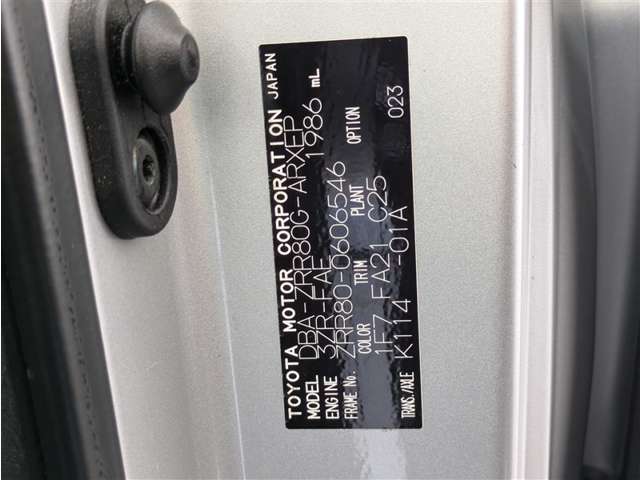 TOYOTA MOTOR CORPORATION JAPAN
MODEL DBA-ZRR80G-ARXEP
ENGINE 3ZR-FAE 1986 mL
FRAME No. ZRR80-0606546
COLOR TRIM PLANT OPTION
1F7 FA21 C25
TRANS./AXLE K114 -01A 023